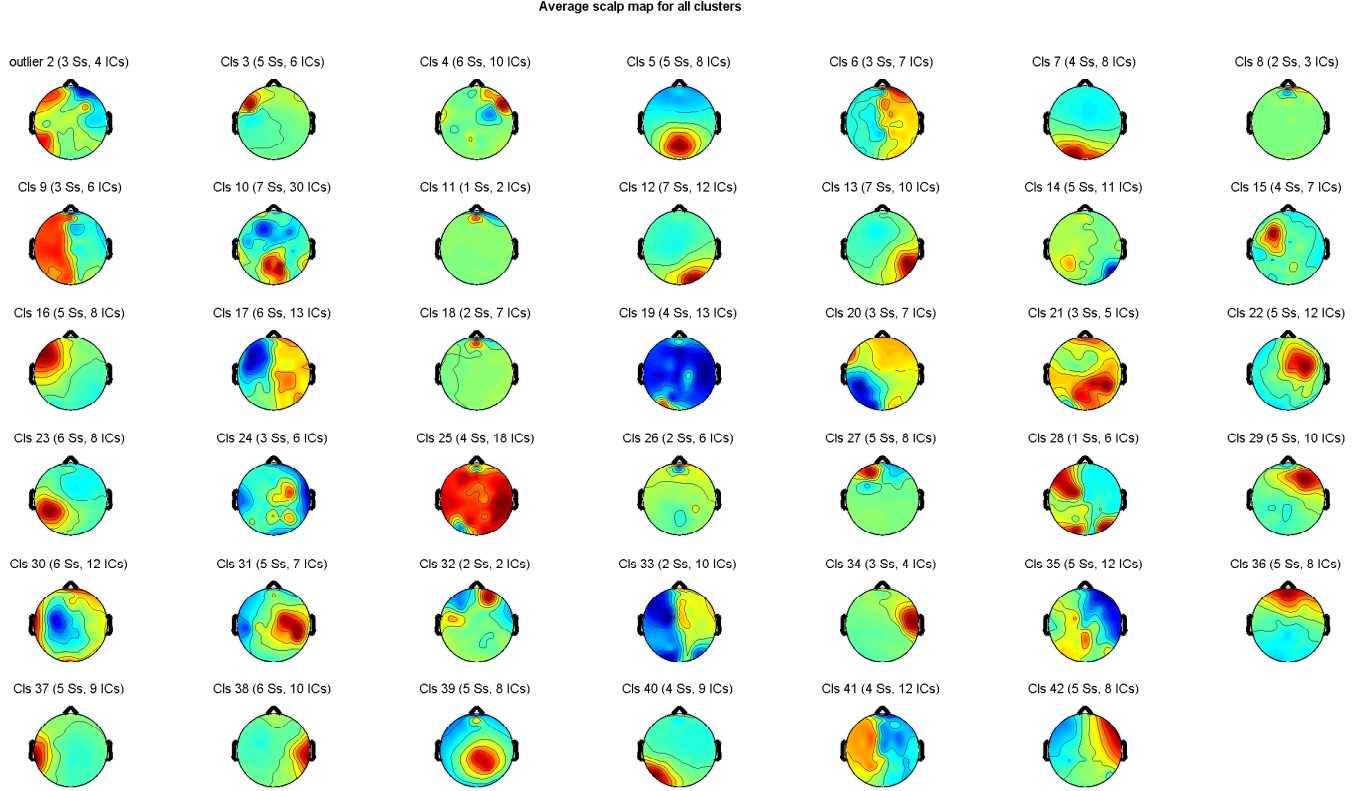 Average scalp map for all clusters
outlier 2 (3 Ss, 4 ICs) Cls 3 (5 Ss, 6 ICs) Cls 4 (6 Ss, 10 ICs) Cls 5 (5 Ss, 8 ICs) Cls 6 (3 Ss, 7 ICs) Cls 7 (4 Ss, 8 ICs) Cls 8 (2 Ss, 3 ICs)
Cls 9 (3 Ss, 6 ICs) Cls 10 (7 Ss, 30 ICs) Cls 11 (1 Ss, 2 ICs) Cls 12 (7 Ss, 12 ICs) Cls 13 (7 Ss, 10 ICs) Cls 14 (5 Ss, 11 ICs) Cls 15 (4 Ss, 7 ICs)
Cls 16 (5 Ss, 8 ICs) Cls 17 (6 Ss, 13 ICs) Cls 18 (2 Ss, 7 ICs) Cls 19 (4 Ss, 13 ICs) Cls 20 (3 Ss, 7 ICs) Cls 21 (3 Ss, 5 ICs) Cls 22 (5 Ss, 12 ICs)
Cls 23 (6 Ss, 8 ICs) Cls 24 (3 Ss, 6 ICs) Cls 25 (4 Ss, 18 ICs) Cls 26 (2 Ss, 6 ICs) Cls 27 (5 Ss, 8 ICs) Cls 28 (1 Ss, 6 ICs) Cls 29 (5 Ss, 10 ICs)
Cls 30 (6 Ss, 12 ICs) Cls 31 (5 Ss, 7 ICs) Cls 32 (2 Ss, 2 ICs) Cls 33 (2 Ss, 10 ICs) Cls 34 (3 Ss, 4 ICs) Cls 35 (5 Ss, 12 ICs) Cls 36 (5 Ss, 8 ICs)
Cls 37 (5 Ss, 9 ICs) Cls 38 (6 Ss, 10 ICs) Cls 39 (5 Ss, 8 ICs) Cls 40 (4 Ss, 9 ICs) Cls 41 (4 Ss, 12 ICs) Cls 42 (5 Ss, 8 ICs)